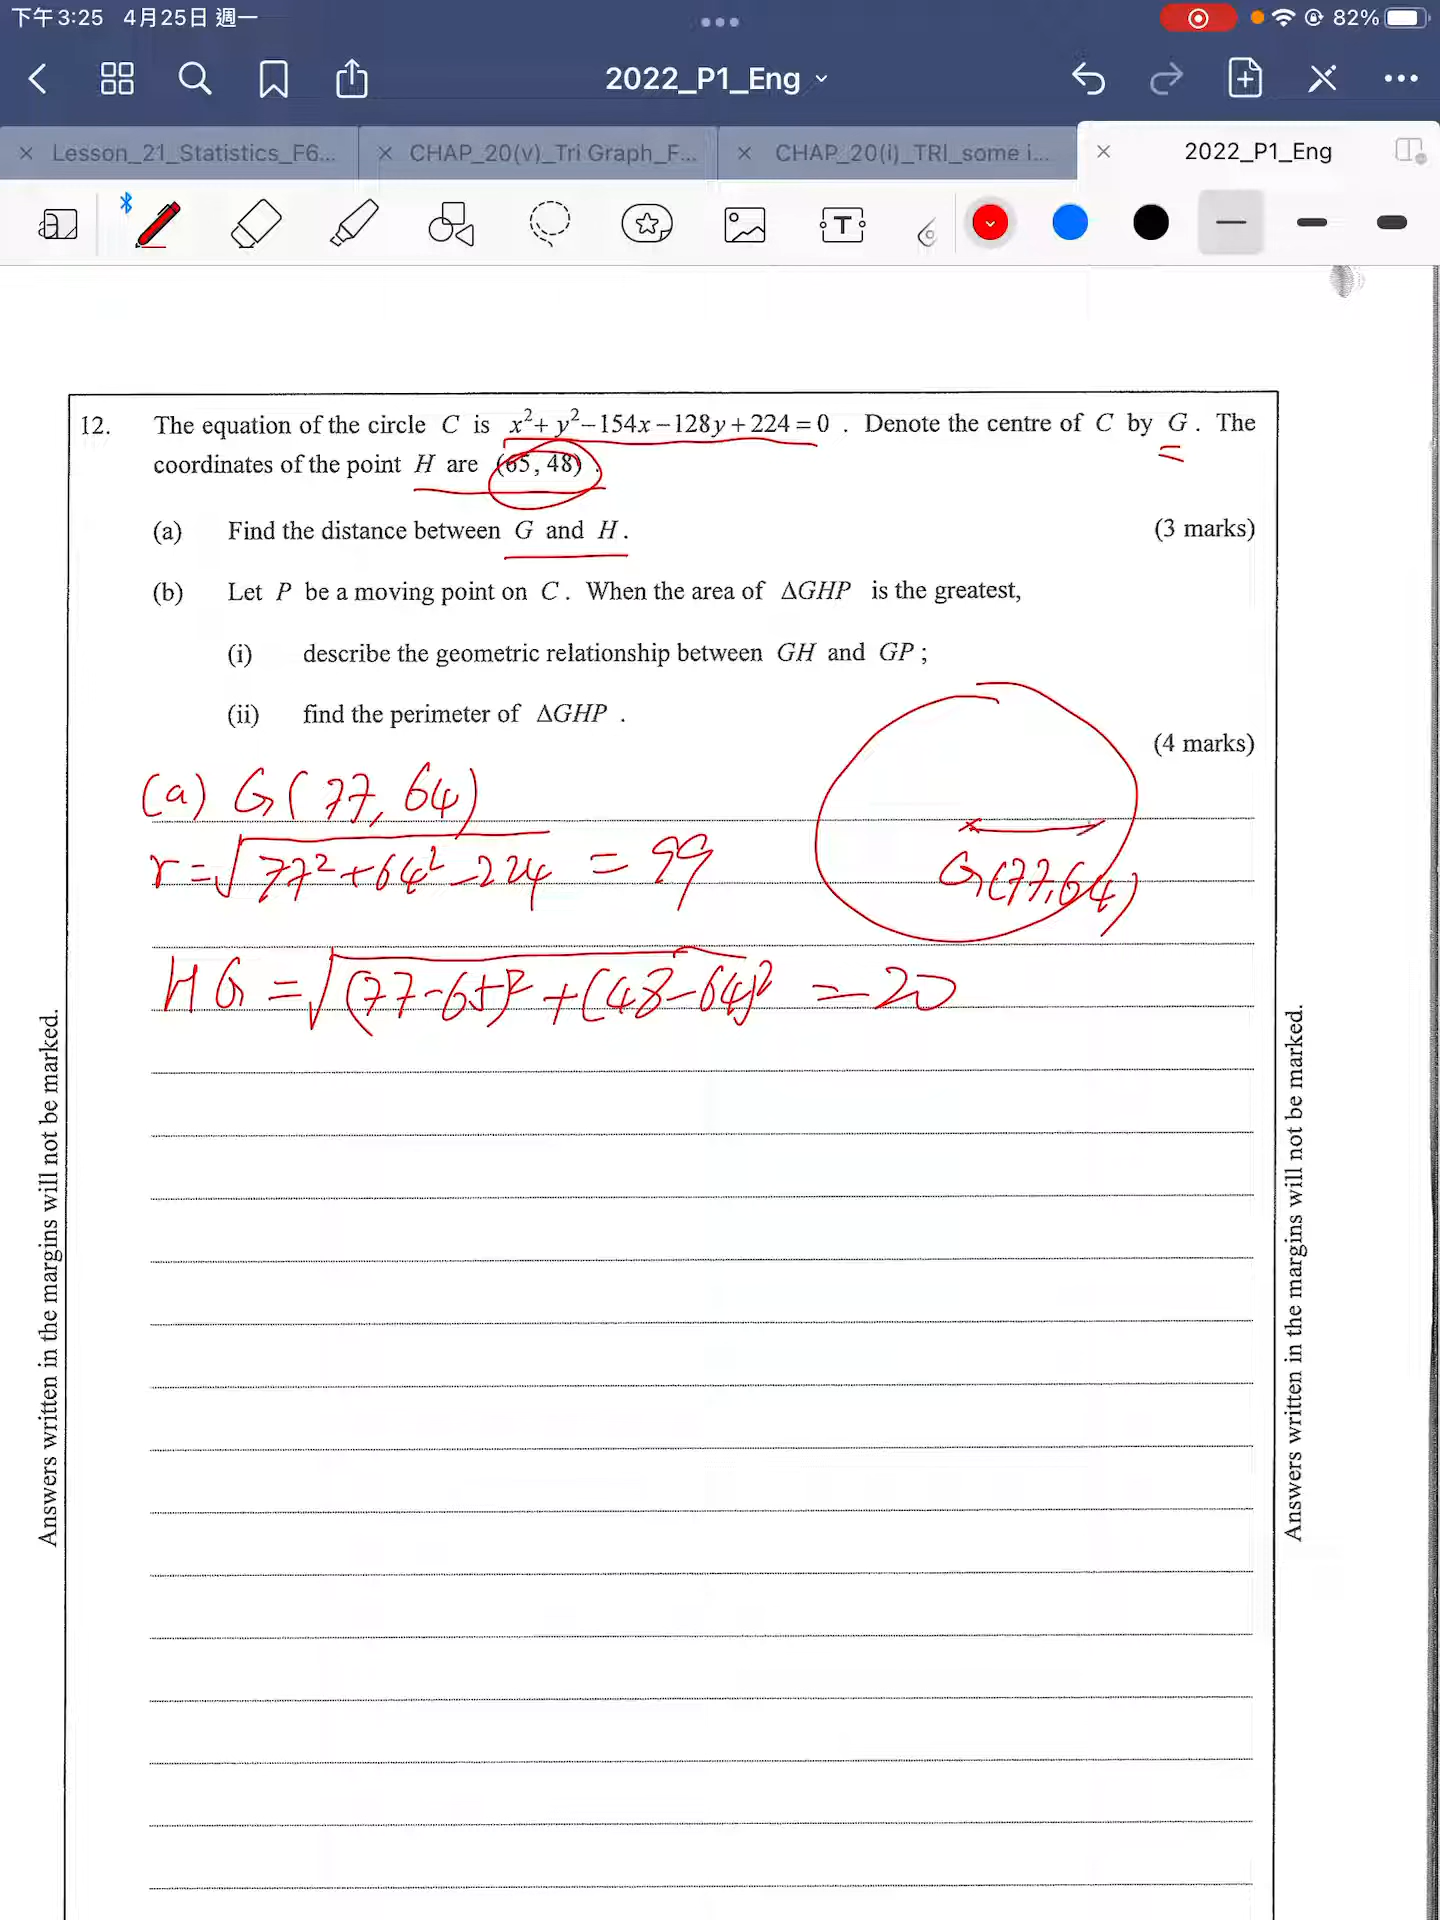 下午3:25 4月25日 週一
82%
2022_P1_Eng
Lesson_21_Statistics_F6...
CHAP_20(v)_Tri Graph_F...
CHAP_20(i)_TRI_some i...
2022_P1_Eng
12. The equation of the circle C is x²+ y²−154x−128y+224=0 . Denote the centre of C by G . The
coordinates of the point H are (65, 48) .
(a) Find the distance between G and H . (3 marks)
(b) Let P be a moving point on C . When the area of ΔGHP is the greatest,
(i) describe the geometric relationship between GH and GP ;
(ii) find the perimeter of ΔGHP .
(4 marks)
(a) G(77, 64)
r=√77²+64²-224 = 99
G(77,64)
HG=√(77-65)²+(48-64)² = 20
Answers written in the margins will not be marked.
Answers written in the margins will not be marked.